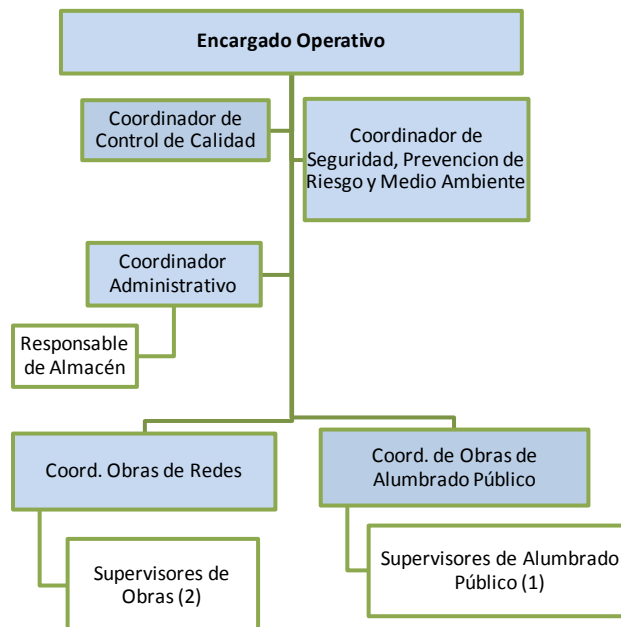 Encargado Operativo
Coordinador de
Control de Calidad
Coordinador de
Seguridad, Prevencion de
Riesgo y Medio Ambiente
Coordinador
Administrativo
Responsable
de Almacén
Coord. Obras de Redes
Coord. de Obras de
Alumbrado Público
Supervisores de
Obras (2)
Supervisores de Alumbrado
Público (1)